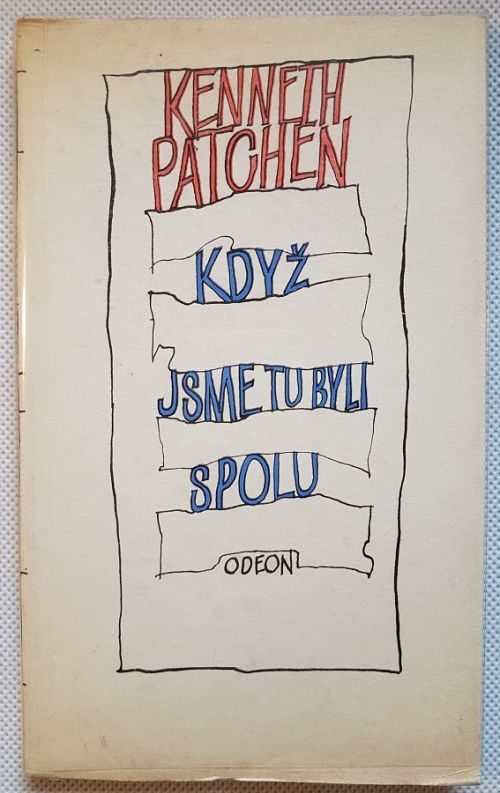 KENNETH
PATCHEN
KDYŽ
JSME TU BYLI
SPOLU
ODEON